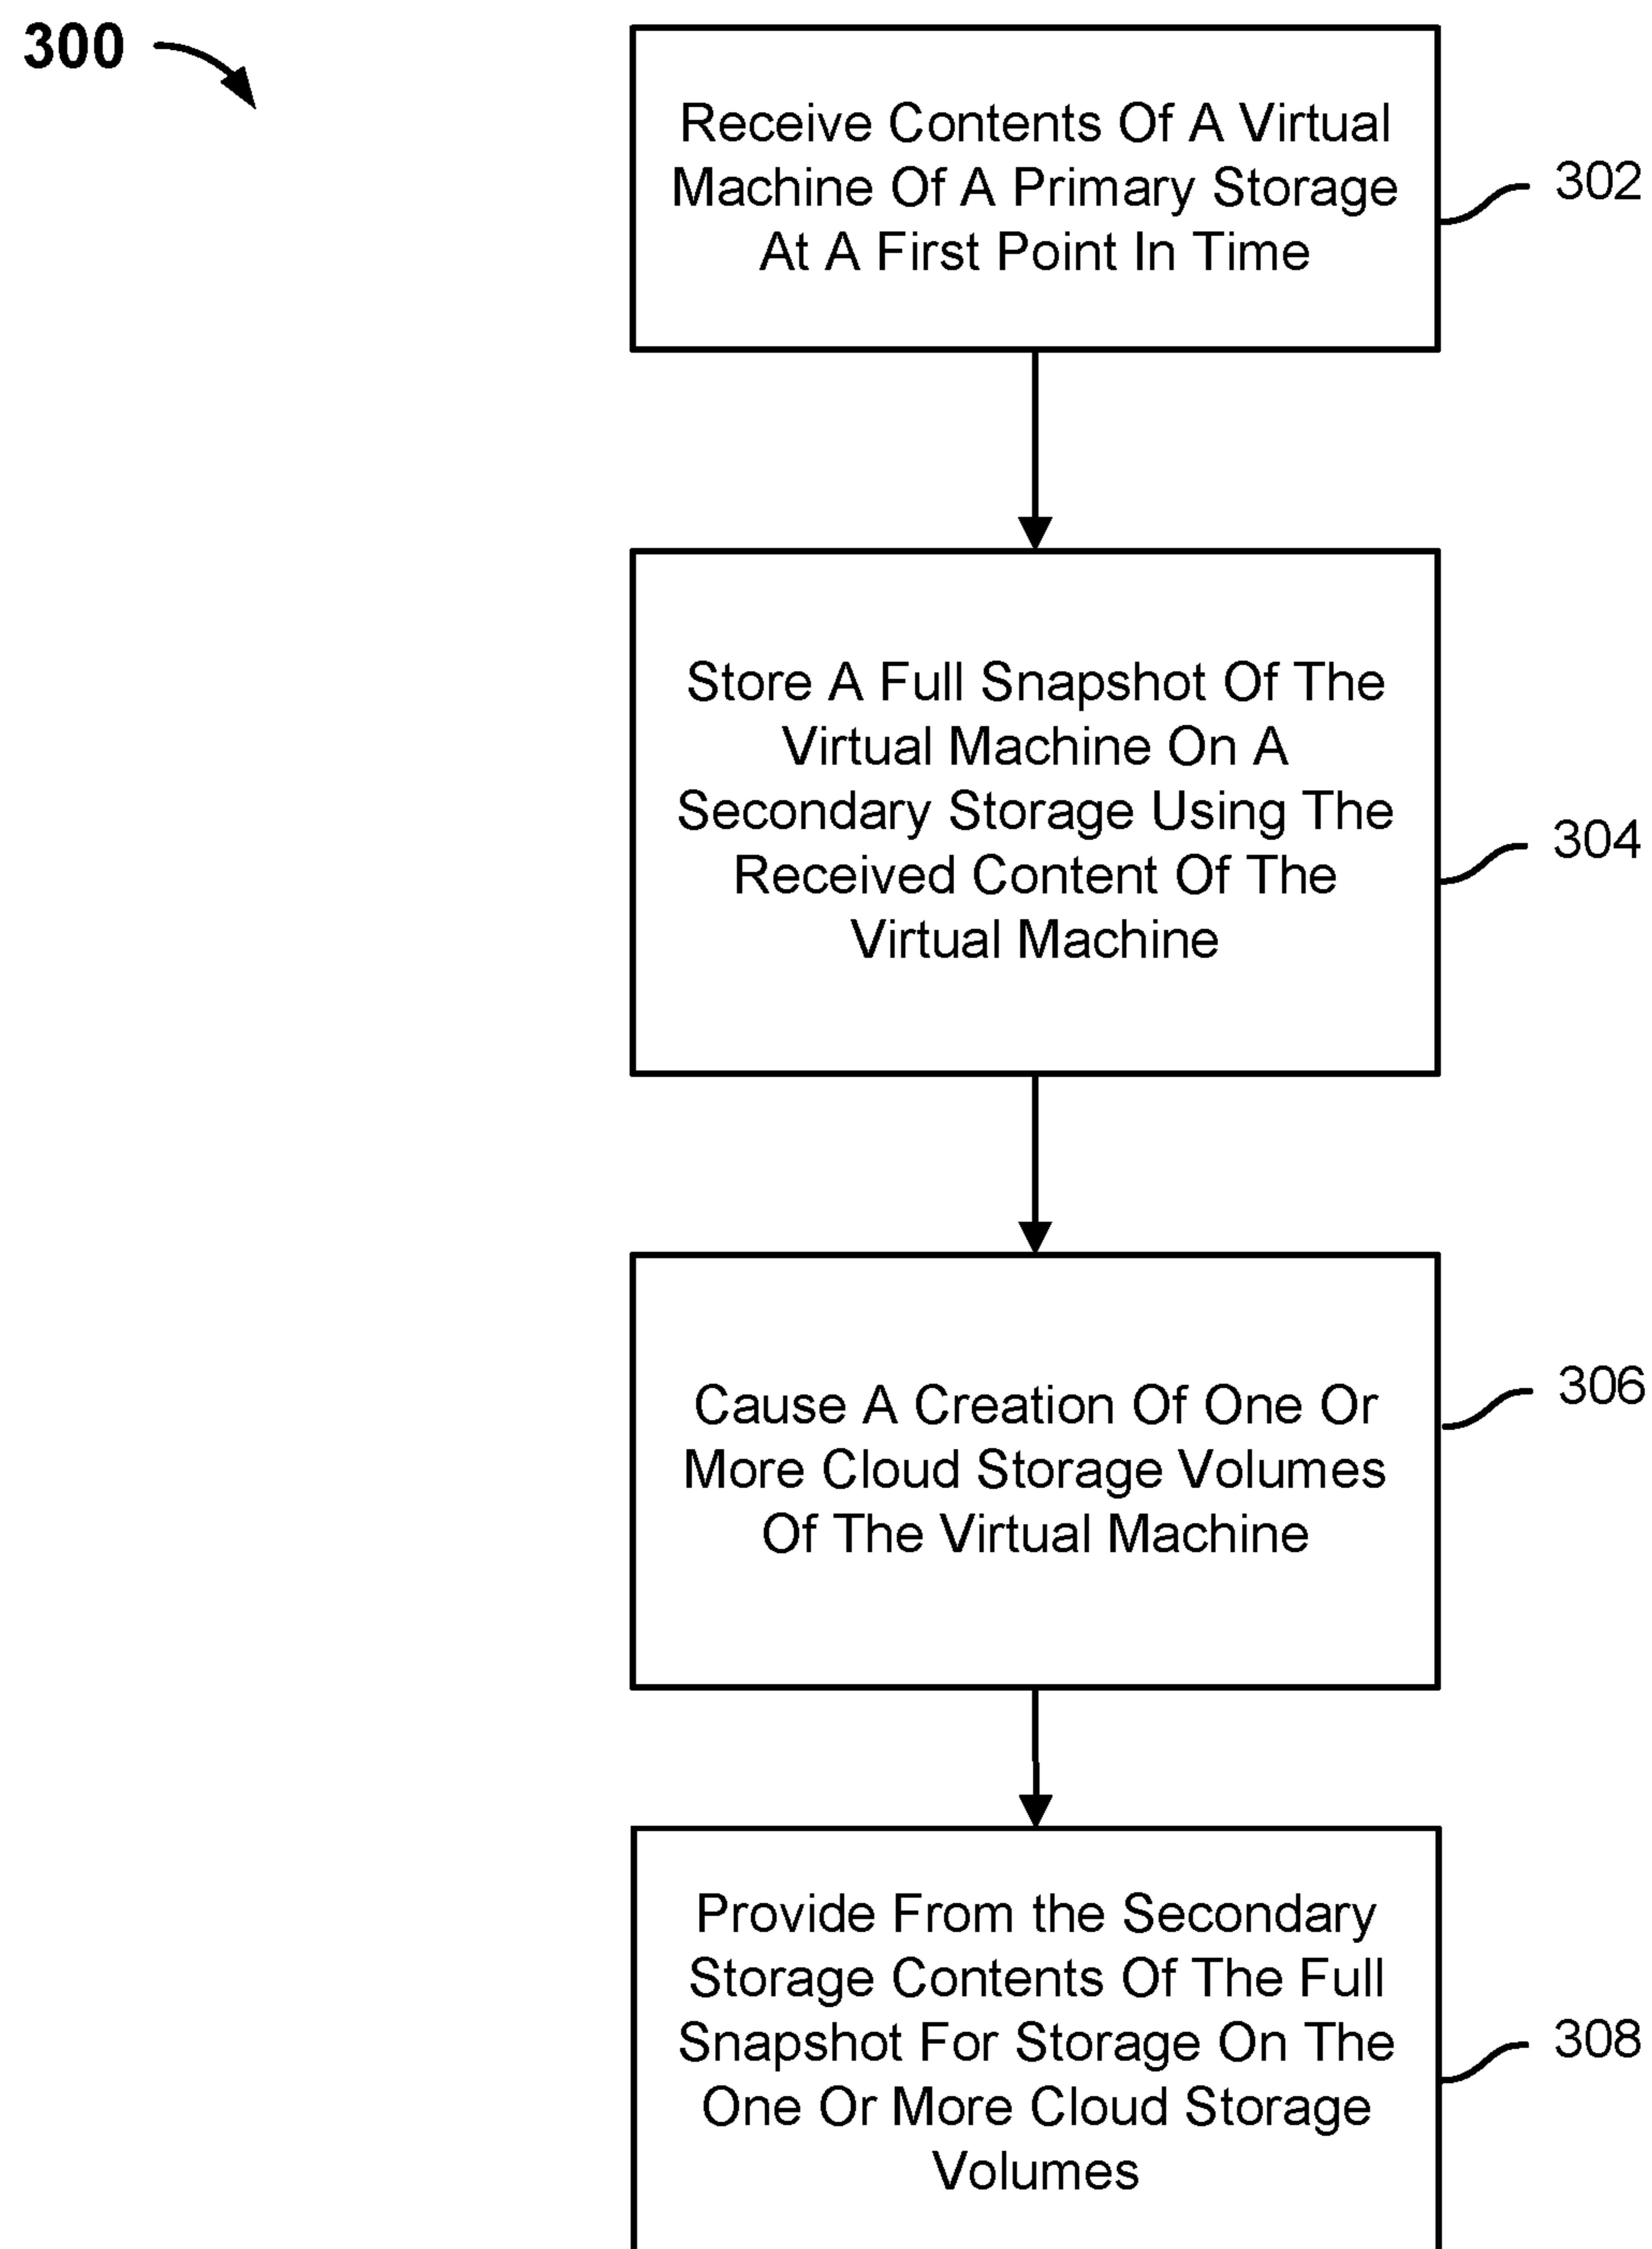 300
Receive Contents Of A Virtual
Machine Of A Primary Storage
At A First Point In Time
302
Store A Full Snapshot Of The
Virtual Machine On A
Secondary Storage Using The
Received Content Of The
Virtual Machine
304
Cause A Creation Of One Or
More Cloud Storage Volumes
Of The Virtual Machine
306
Provide From the Secondary
Storage Contents Of The Full
Snapshot For Storage On The
One Or More Cloud Storage
Volumes
308